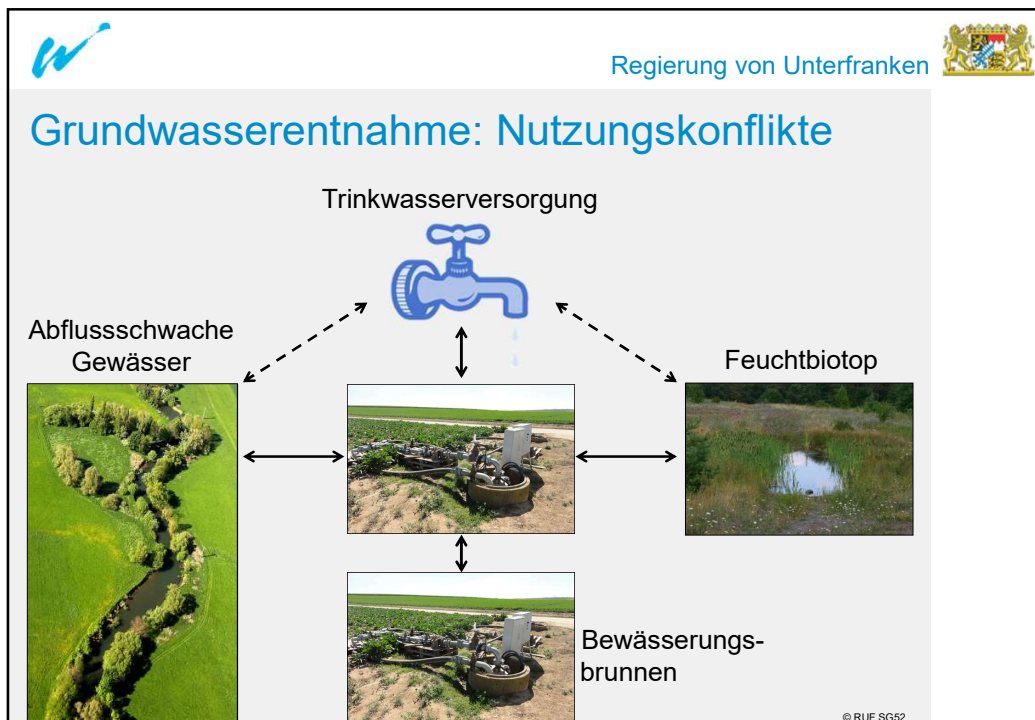 Regierung von Unterfranken
Grundwasserentnahme: Nutzungskonflikte
Trinkwasserversorgung
Abflussschwache
Gewässer
Feuchtbiotop
Bewässerungs-
brunnen
© RUF SG52